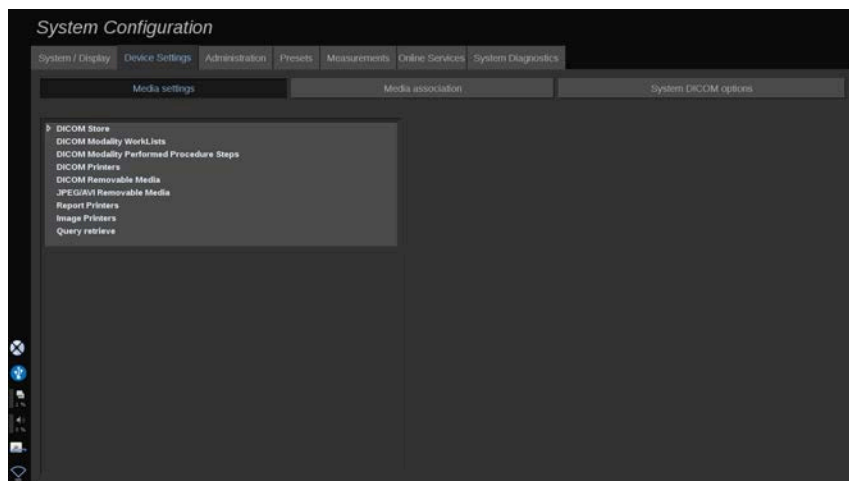 System Configuration
System / Display Device Settings Administration Presets Measurements Online Services System Diagnostics
Media settings Media association System DICOM options
DICOM Store
DICOM Modality WorkLists
DICOM Modality Performed Procedure Steps
DICOM Printers
DICOM Removable Media
JPEG/AVI Removable Media
Report Printers
Image Printers
Query retrieve